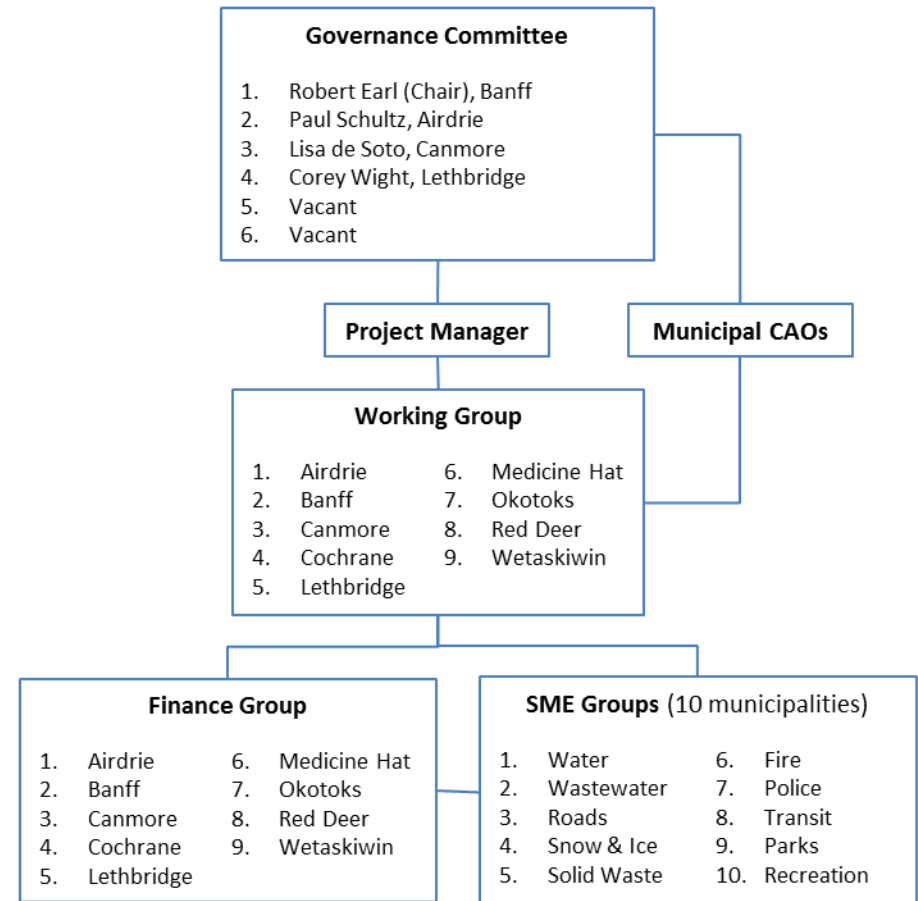 Governance Committee
1. Robert Earl (Chair), Banff
2. Paul Schultz, Airdrie
3. Lisa de Soto, Canmore
4. Corey Wight, Lethbridge
5. Vacant
6. Vacant
Project Manager
Municipal CAOs
Working Group
1. Airdrie
2. Banff
3. Canmore
4. Cochrane
5. Lethbridge
6. Medicine Hat
7. Okotoks
8. Red Deer
9. Wetaskiwin
Finance Group
1. Airdrie
2. Banff
3. Canmore
4. Cochrane
5. Lethbridge
6. Medicine Hat
7. Okotoks
8. Red Deer
9. Wetaskiwin
SME Groups (10 municipalities)
1. Water
2. Wastewater
3. Roads
4. Snow & Ice
5. Solid Waste
6. Fire
7. Police
8. Transit
9. Parks
10. Recreation